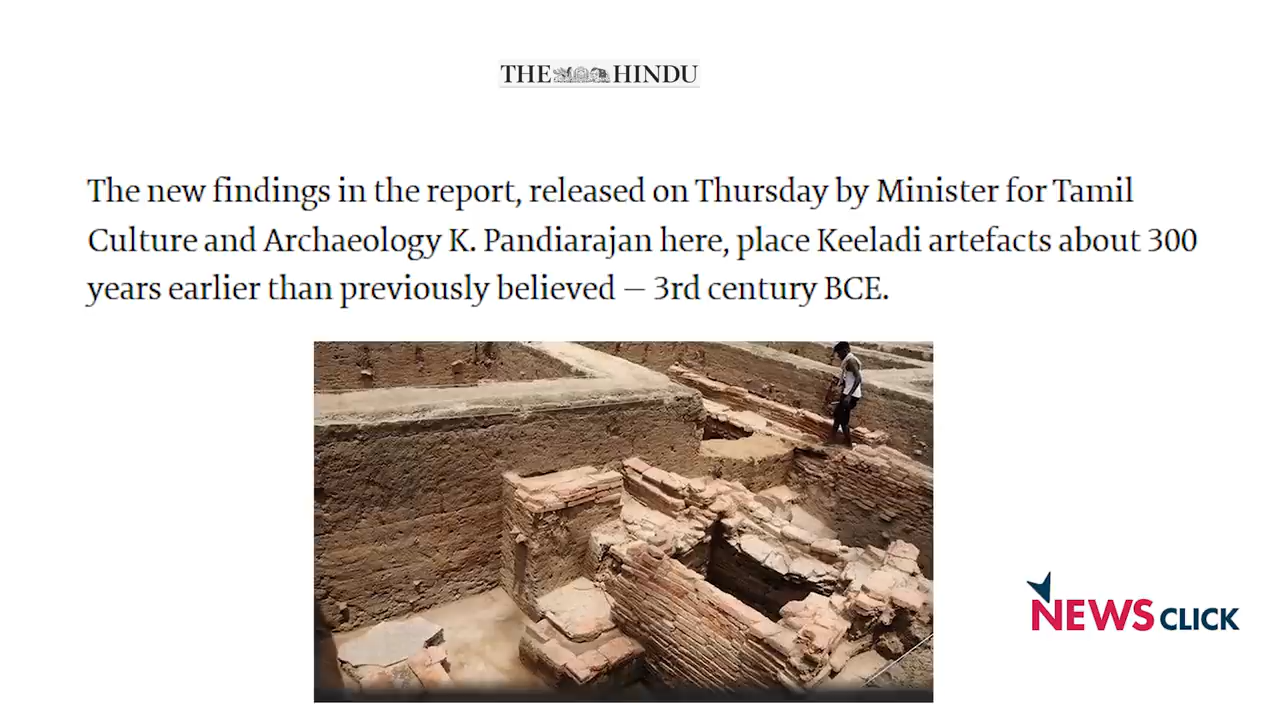 THE HINDU
The new findings in the report, released on Thursday by Minister for Tamil
Culture and Archaeology K. Pandiarajan here, place Keeladi artefacts about 300
years earlier than previously believed — 3rd century BCE.
NEWS CLICK